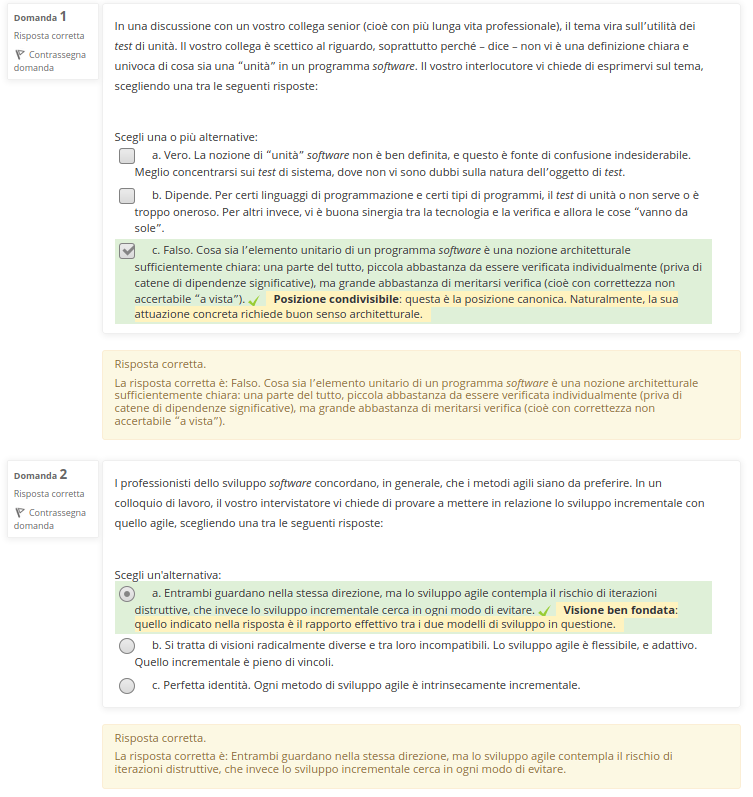 Domanda 1
Risposta corretta
Contrassegna
domanda
In una discussione con un vostro collega senior (cioè con più lunga vita professionale), il tema vira sull'utilità dei
test di unità. Il vostro collega è scettico al riguardo, soprattutto perché – dice – non vi è una definizione chiara e
univoca di cosa sia una "unità" in un programma software. Il vostro interlocutore vi chiede di esprimervi sul tema,
scegliendo una tra le seguenti risposte:
Scegli una o più alternative:
a. Vero. La nozione di "unità" software non è ben definita, e questo è fonte di confusione indesiderabile.
Meglio concentrarsi sui test di sistema, dove non vi sono dubbi sulla natura dell'oggetto di test.
b. Dipende. Per certi linguaggi di programmazione e certi tipi di programmi, il test di unità o non serve o è
troppo oneroso. Per altri invece, vi è buona sinergia tra la tecnologia e la verifica e allora le cose "vanno da
sole".
c. Falso. Cosa sia l'elemento unitario di un programma software è una nozione architetturale
sufficientemente chiara: una parte del tutto, piccola abbastanza da essere verificata individualmente (priva di
catene di dipendenze significative), ma grande abbastanza di meritarsi verifica (cioè con correttezza non
accertabile "a vista"). Posizione condivisibile: questa è la posizione canonica. Naturalmente, la sua
attuazione concreta richiede buon senso architetturale.
Risposta corretta.
La risposta corretta è: Falso. Cosa sia l'elemento unitario di un programma software è una nozione architetturale
sufficientemente chiara: una parte del tutto, piccola abbastanza da essere verificata individualmente (priva di
catene di dipendenze significative), ma grande abbastanza di meritarsi verifica (cioè con correttezza non
accertabile "a vista").
Domanda 2
Risposta corretta
Contrassegna
domanda
I professionisti dello sviluppo software concordano, in generale, che i metodi agili siano da preferire. In un
colloquio di lavoro, il vostro intervistatore vi chiede di provare a mettere in relazione lo sviluppo incrementale con
quello agile, scegliendo una tra le seguenti risposte:
Scegli un'alternativa:
a. Entrambi guardano nella stessa direzione, ma lo sviluppo agile contempla il rischio di iterazioni
distruttive, che invece lo sviluppo incrementale cerca in ogni modo di evitare. Visione ben fondata:
quello indicato nella risposta è il rapporto effettivo tra i due modelli di sviluppo in questione.
b. Si tratta di visioni radicalmente diverse e tra loro incompatibili. Lo sviluppo agile è flessibile, e adattivo.
Quello incrementale è pieno di vincoli.
c. Perfetta identità. Ogni metodo di sviluppo agile è intrinsecamente incrementale.
Risposta corretta.
La risposta corretta è: Entrambi guardano nella stessa direzione, ma lo sviluppo agile contempla il rischio di
iterazioni distruttive, che invece lo sviluppo incrementale cerca in ogni modo di evitare.